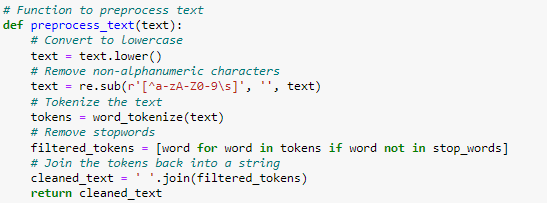 # Function to preprocess text
def preprocess_text(text):
    # Convert to lowercase
    text = text.lower()
    # Remove non-alphanumeric characters
    text = re.sub(r'[^a-zA-Z0-9\s]', '', text)
    # Tokenize the text
    tokens = word_tokenize(text)
    # Remove stopwords
    filtered_tokens = [word for word in tokens if word not in stop_words]
    # Join the tokens back into a string
    cleaned_text = ' '.join(filtered_tokens)
    return cleaned_text